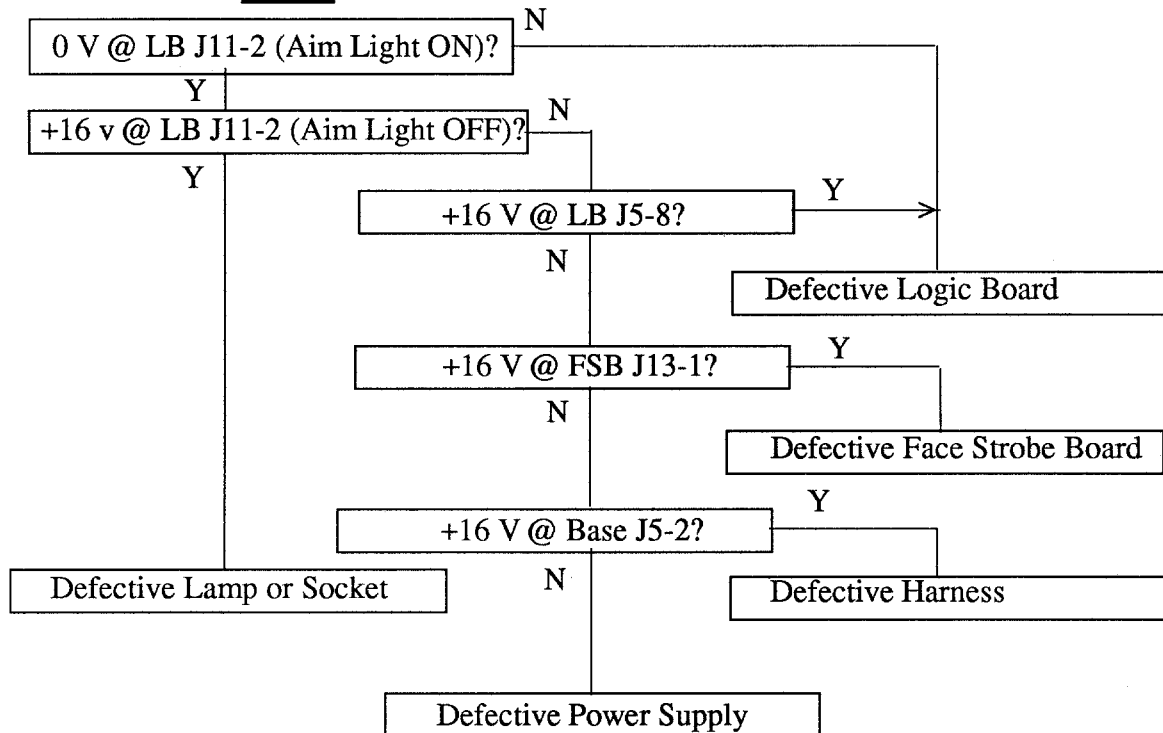 N
0 V @ LB J11-2 (Aim Light ON)?
Y
N
+16 v @ LB J11-2 (Aim Light OFF)?
Y
Y
+16 V @ LB J5-8?
N
Defective Logic Board
Y
+16 V @ FSB J13-1?
N
Defective Face Strobe Board
Y
+16 V @ Base J5-2?
N
Defective Lamp or Socket
Defective Harness
Defective Power Supply